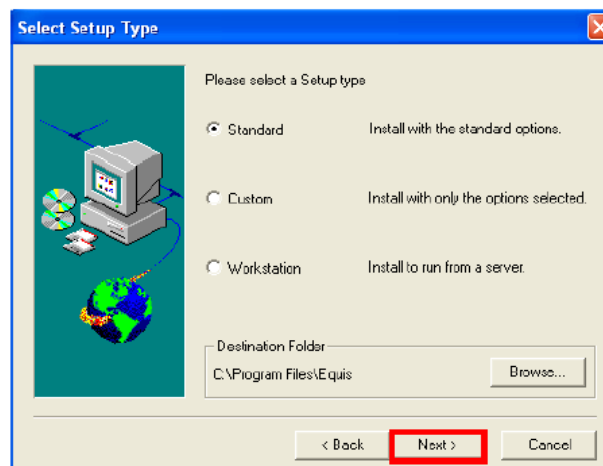 Select Setup Type
Please select a Setup type
Standard Install with the standard options.
Custom Install with only the options selected.
Workstation Install to run from a server.
Destination Folder
C:\Program Files\Equis Browse...
< Back Next > Cancel